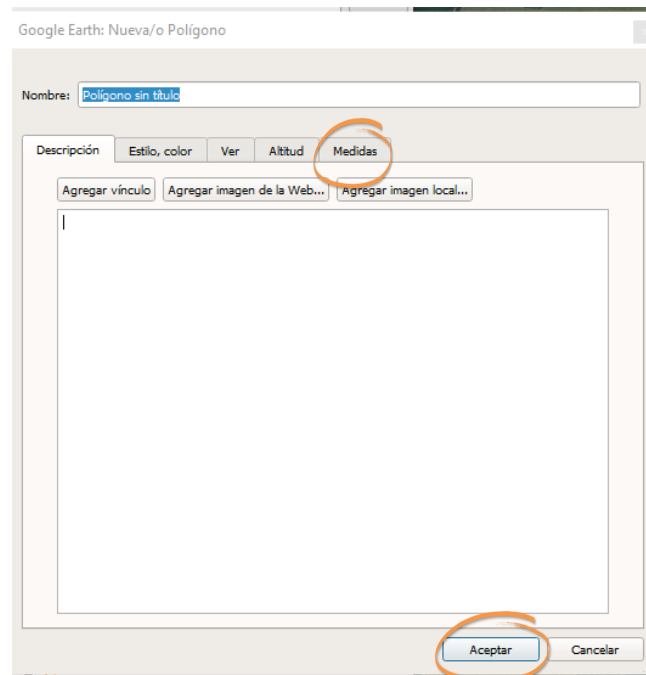 Google Earth: Nueva/o Polígono
Nombre: Polígono sin título
Descripción Estilo, color Ver Altitud Medidas
Agregar vínculo Agregar imagen de la Web... Agregar imagen local...
Aceptar Cancelar